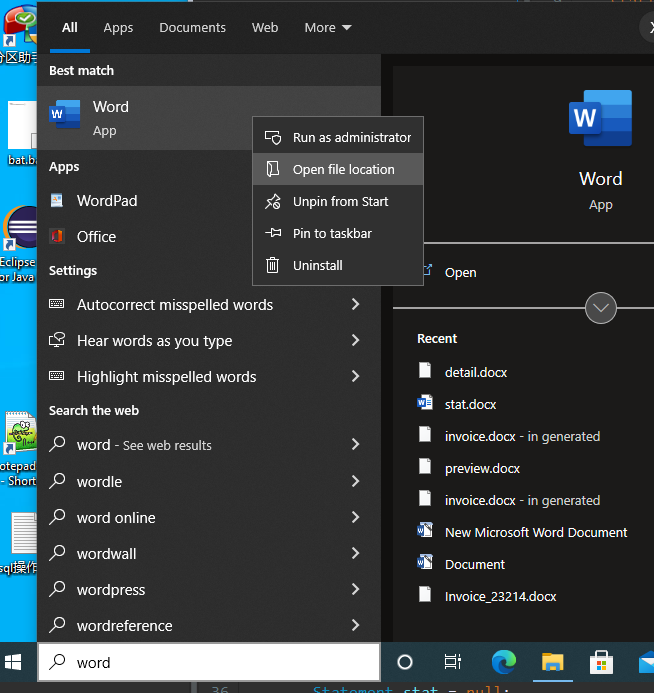 All Apps Documents Web More
Best match
Word
App
Apps
WordPad
Office
Settings
Autocorrect misspelled words
Hear words as you type
Highlight misspelled words
Search the web
word - See web results
wordle
word online
wordwall
wordpress
wordreference
word
Run as administrator
Open file location
Unpin from Start
Pin to taskbar
Uninstall
W
Word
App
Open
Recent
detail.docx
stat.docx
invoice.docx - in generated
preview.docx
invoice.docx - in generated
New Microsoft Word Document
Document
Invoice_23214.docx
分区助手
bat.ba
Eclipse
or Java
otepad
- Short
sql操作
36 Statement stat = null;